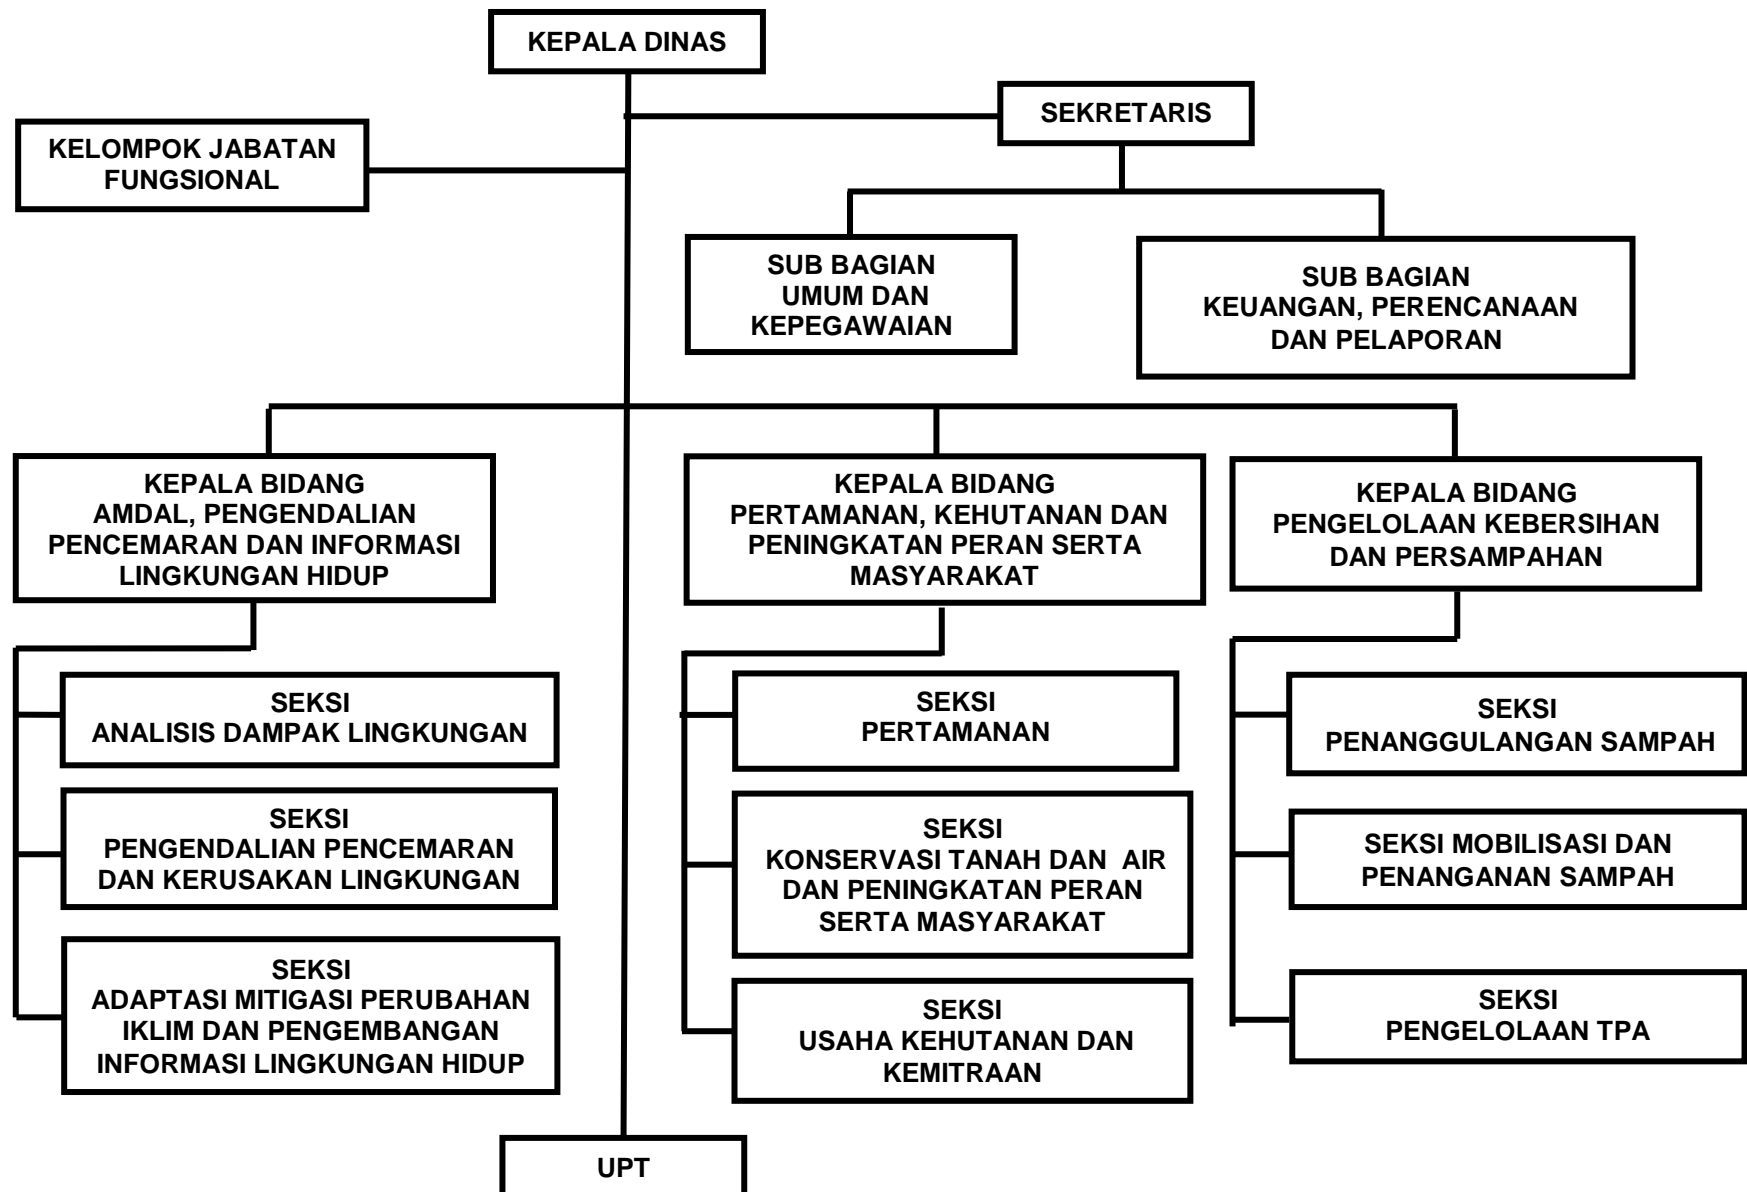 KEPALA DINAS
SEKRETARIS
KELOMPOK JABATAN
FUNGSIONAL
SUB BAGIAN
UMUM DAN
KEPEGAWAIAN
SUB BAGIAN
KEUANGAN, PERENCANAAN
DAN PELAPORAN
KEPALA BIDANG
AMDAL, PENGENDALIAN
PENCEMARAN DAN INFORMASI
LINGKUNGAN HIDUP
KEPALA BIDANG
PERTAMANAN, KEHUTANAN DAN
PENINGKATAN PERAN SERTA
MASYARAKAT
KEPALA BIDANG
PENGELOLAAN KEBERSIHAN
DAN PERSAMPAHAN
SEKSI
ANALISIS DAMPAK LINGKUNGAN
SEKSI
PENGENDALIAN PENCEMARAN
DAN KERUSAKAN LINGKUNGAN
SEKSI
ADAPTASI MITIGASI PERUBAHAN
IKLIM DAN PENGEMBANGAN
INFORMASI LINGKUNGAN HIDUP
SEKSI
PERTAMANAN
SEKSI
KONSERVASI TANAH DAN  AIR
DAN PENINGKATAN PERAN
SERTA MASYARAKAT
SEKSI
USAHA KEHUTANAN DAN
KEMITRAAN
SEKSI
PENANGGULANGAN SAMPAH
SEKSI MOBILISASI DAN
PENANGANAN SAMPAH
SEKSI
PENGELOLAAN TPA
UPT